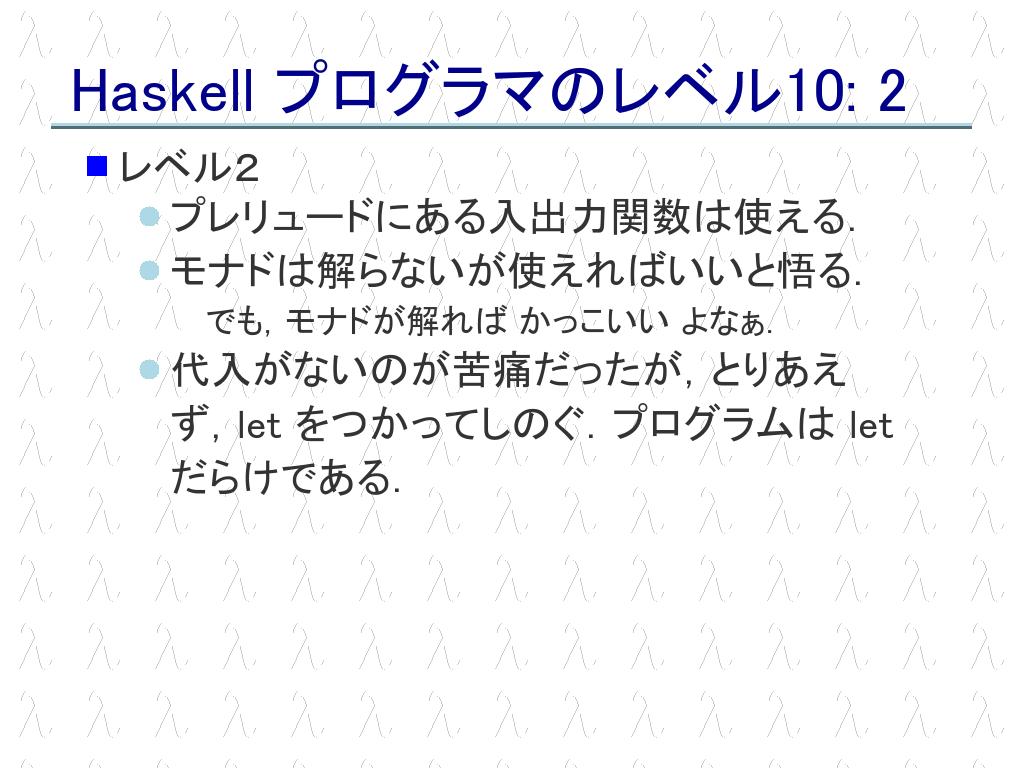 Haskell プログラマのレベル10: 2
レベル２
プレリュードにある入出力関数は使える.
モナドは解らないが使えればいいと悟る.
でも, モナドが解れば かっこいい よなぁ.
代入がないのが苦痛だったが, とりあえ
ず, let をつかってしのぐ. プログラムは let
だらけである.